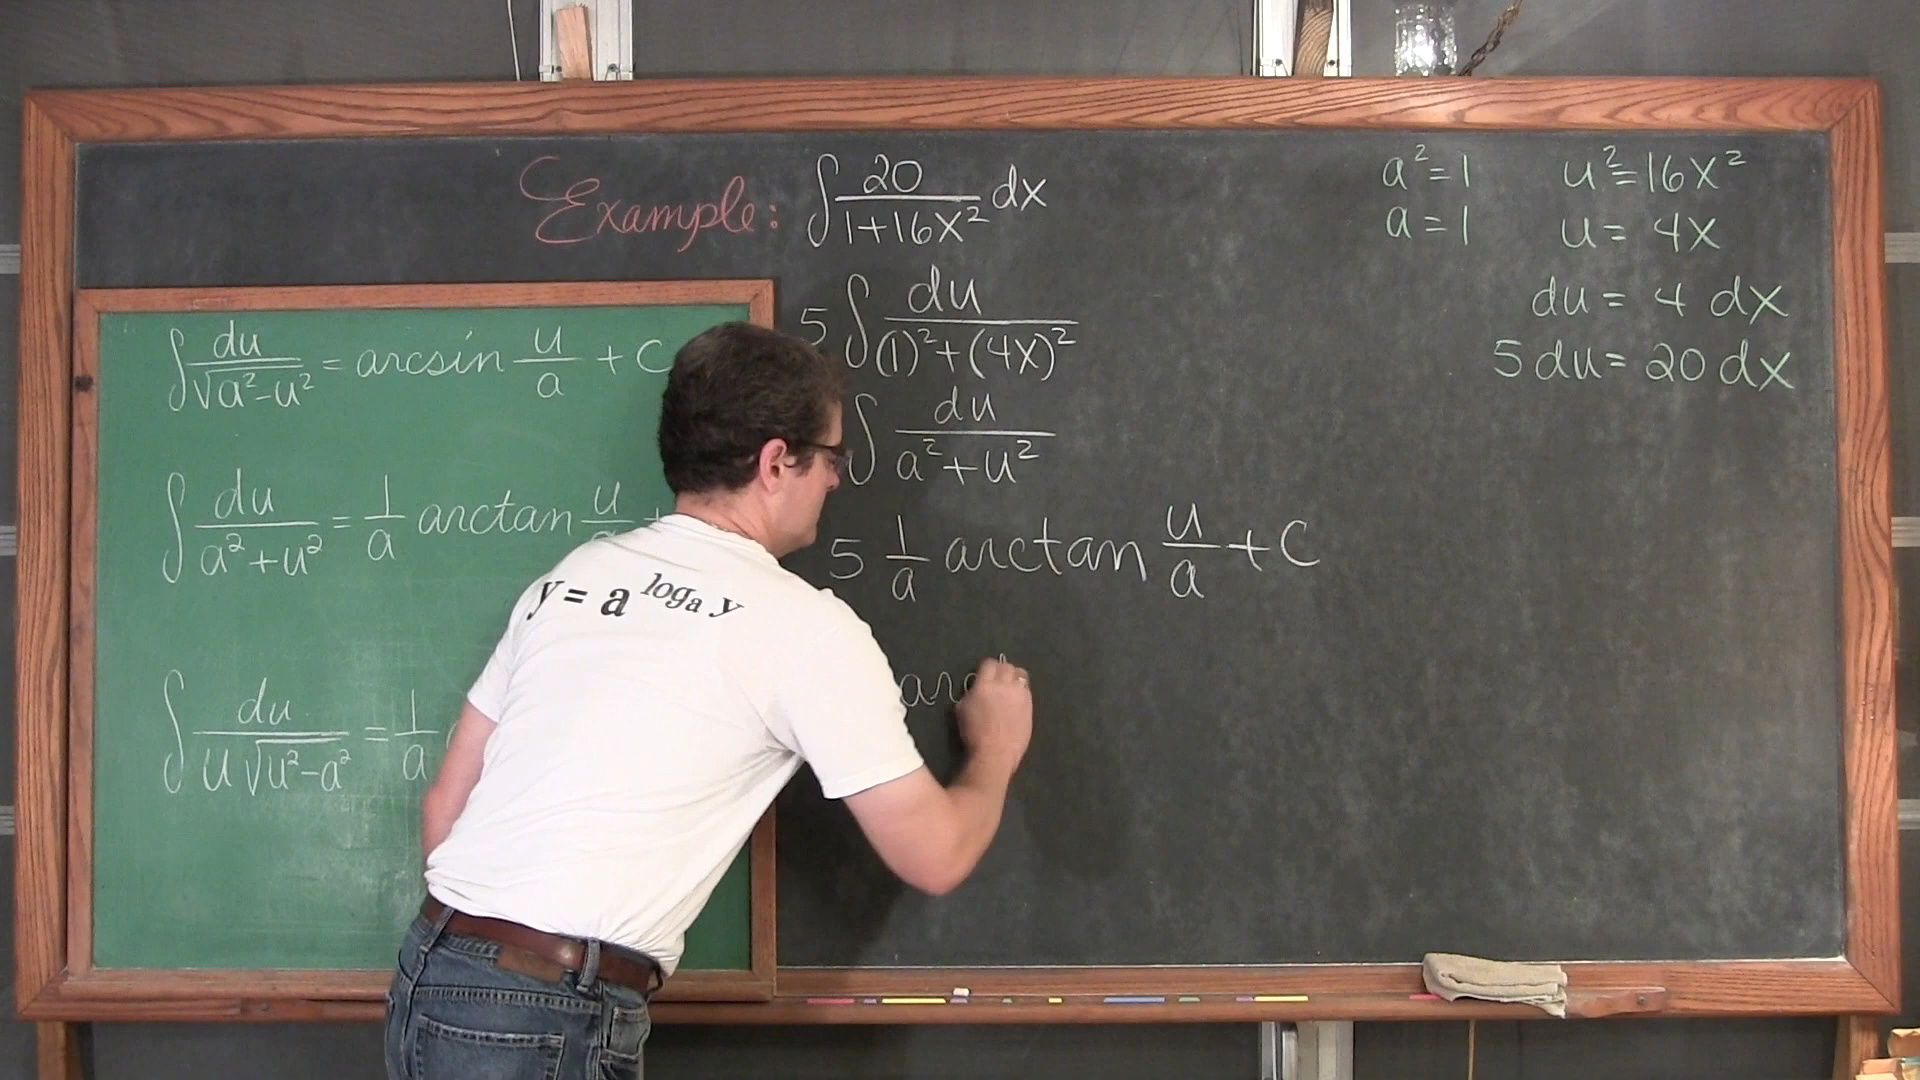 Example: ∫ 20/(1+16x²) dx
a²=1 u²=16x²
a=1 u=4x
du=4 dx
5du=20 dx
5∫ du/((1)²+(4x)²)
∫ du/(a²+u²)
5 1/a arctan u/a + C
arc
∫ du/√(a²-u²) = arcsin u/a + C
∫ du/(a²+u²) = 1/a arctan u/a
∫ du/(u√(u²-a²)) = 1/a
y = a^(logₐ y)